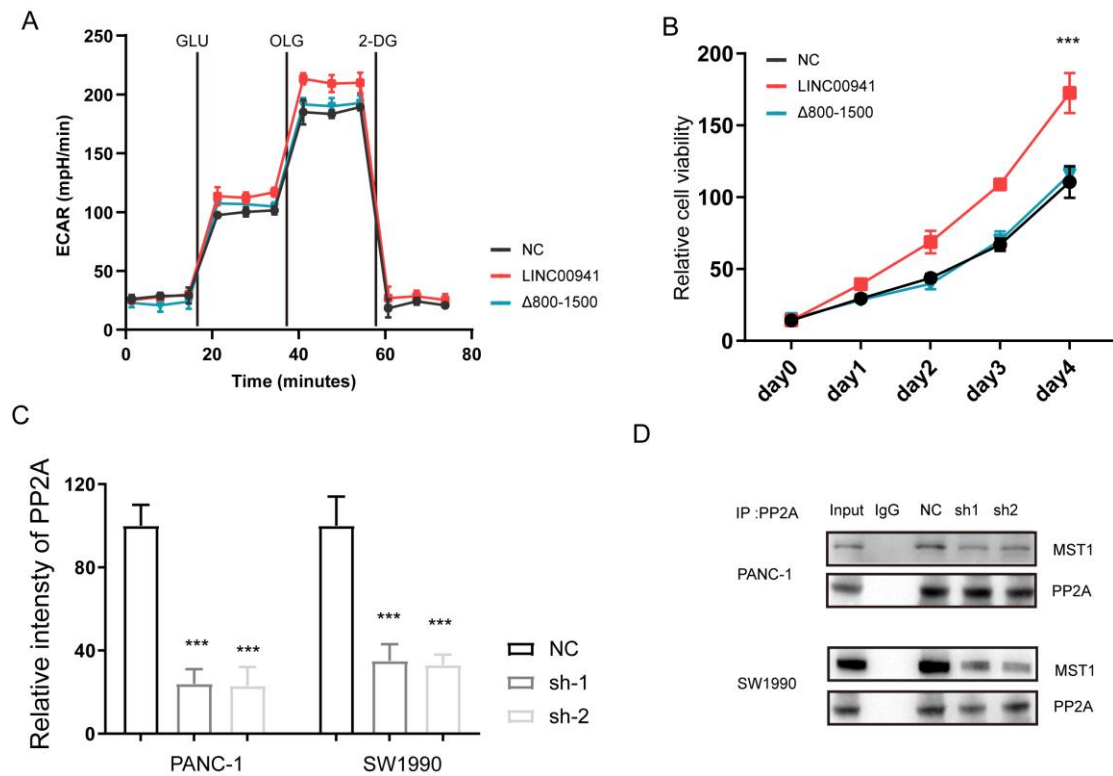 A
GLU OLG 2-DG
250
200
150
100
50
0
0 20 40 60 80
ECAR (mpH/min)
Time (minutes)
NC
LINC00941
Δ800-1500
B
***
200
150
100
50
0
Relative cell viability
day0 day1 day2 day3 day4
NC
LINC00941
Δ800-1500
C
Relative intensty of PP2A
120
80
40
0
*** ***
*** ***
PANC-1 SW1990
NC
sh-1
sh-2
D
IP :PP2A Input IgG NC sh1 sh2
PANC-1
MST1
PP2A
SW1990
MST1
PP2A